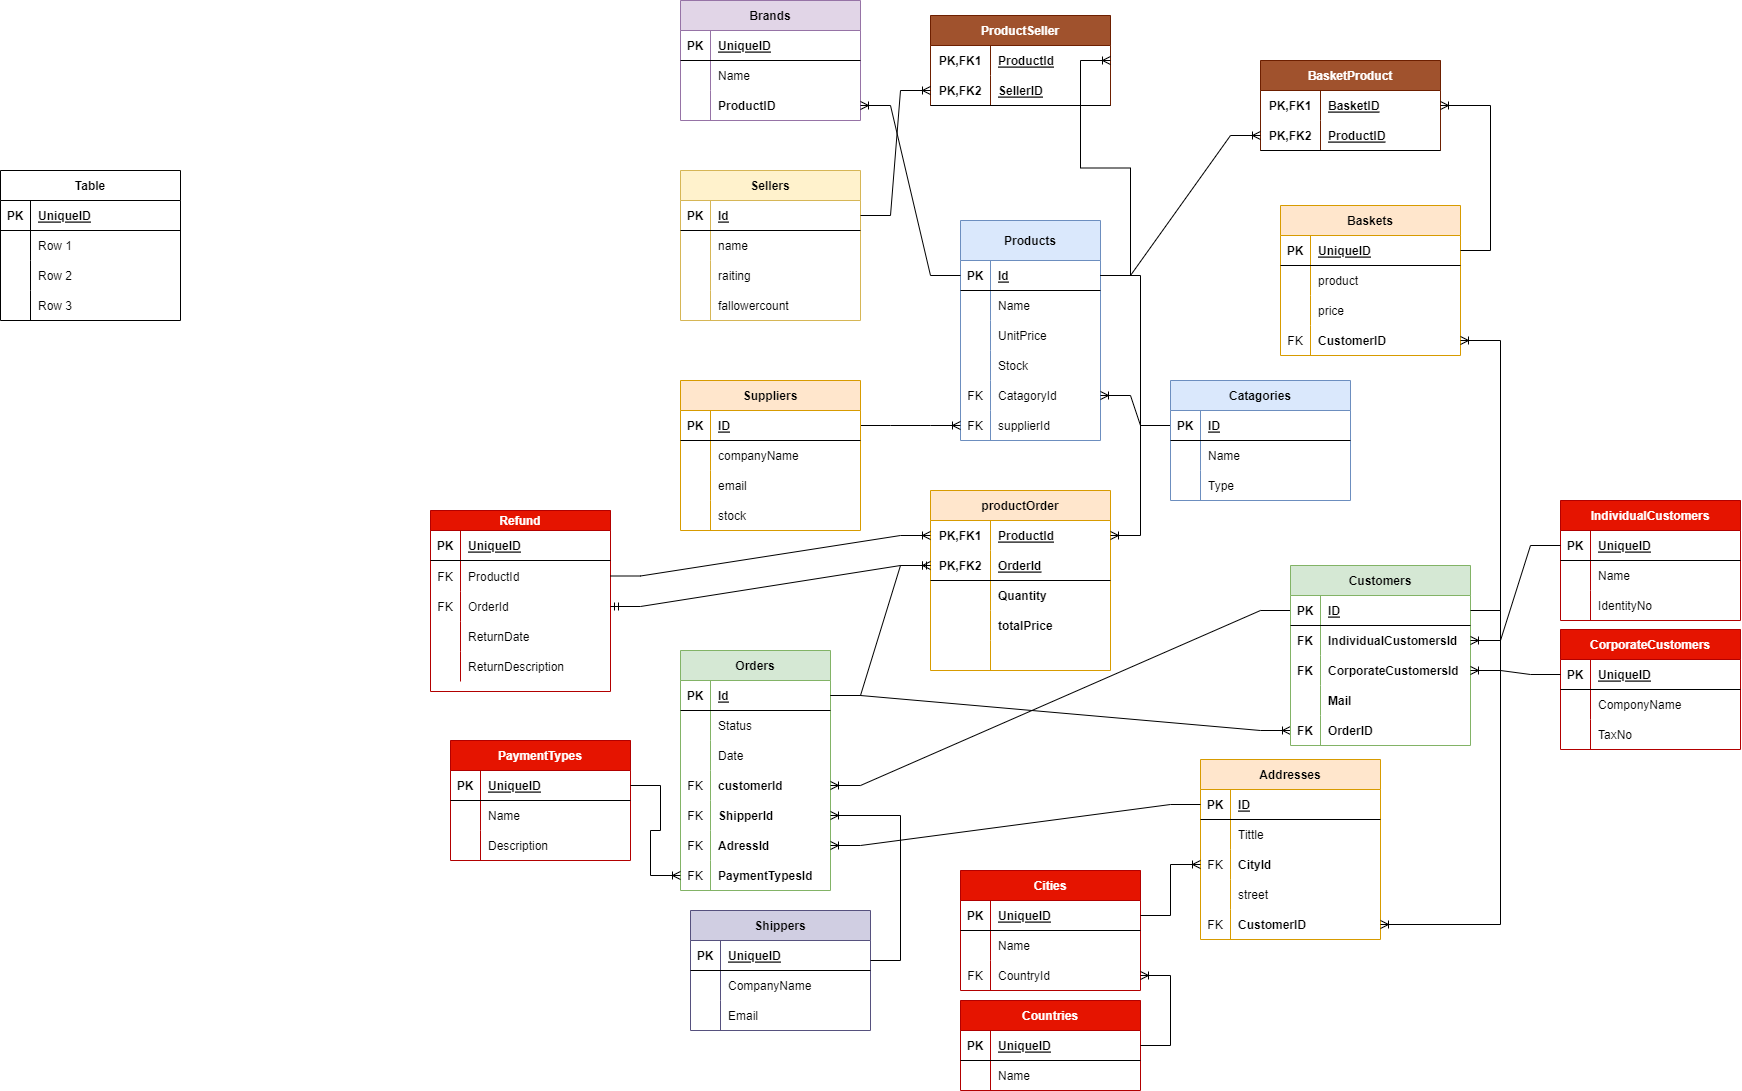 Brands
PK UniqueID
Name
ProductID
ProductSeller
PK,FK1 ProductId
PK,FK2 SellerID
BasketProduct
PK,FK1 BasketID
PK,FK2 ProductID
Table
PK UniqueID
Row 1
Row 2
Row 3
Sellers
PK Id
name
raiting
fallowercount
Products
PK Id
Name
UnitPrice
Stock
FK CatagoryId
FK supplierId
Baskets
PK UniqueID
product
price
FK CustomerID
Suppliers
PK ID
companyName
email
stock
Catagories
PK ID
Name
Type
Refund
PK UniqueID
FK ProductId
FK OrderId
ReturnDate
ReturnDescription
productOrder
PK,FK1 ProductId
PK,FK2 OrderId
Quantity
totalPrice
IndividualCustomers
PK UniqueID
Name
IdentityNo
Customers
PK ID
FK IndividualCustomersId
FK CorporateCustomersId
Mail
FK OrderID
CorporateCustomers
PK UniqueID
ComponyName
TaxNo
Orders
PK Id
Status
Date
FK customerId
FK ShipperId
FK AdressId
FK PaymentTypesId
PaymentTypes
PK UniqueID
Name
Description
Addresses
PK ID
Tittle
FK CityId
street
FK CustomerID
Cities
PK UniqueID
Name
FK CountryId
Shippers
PK UniqueID
CompanyName
Email
Countries
PK UniqueID
Name